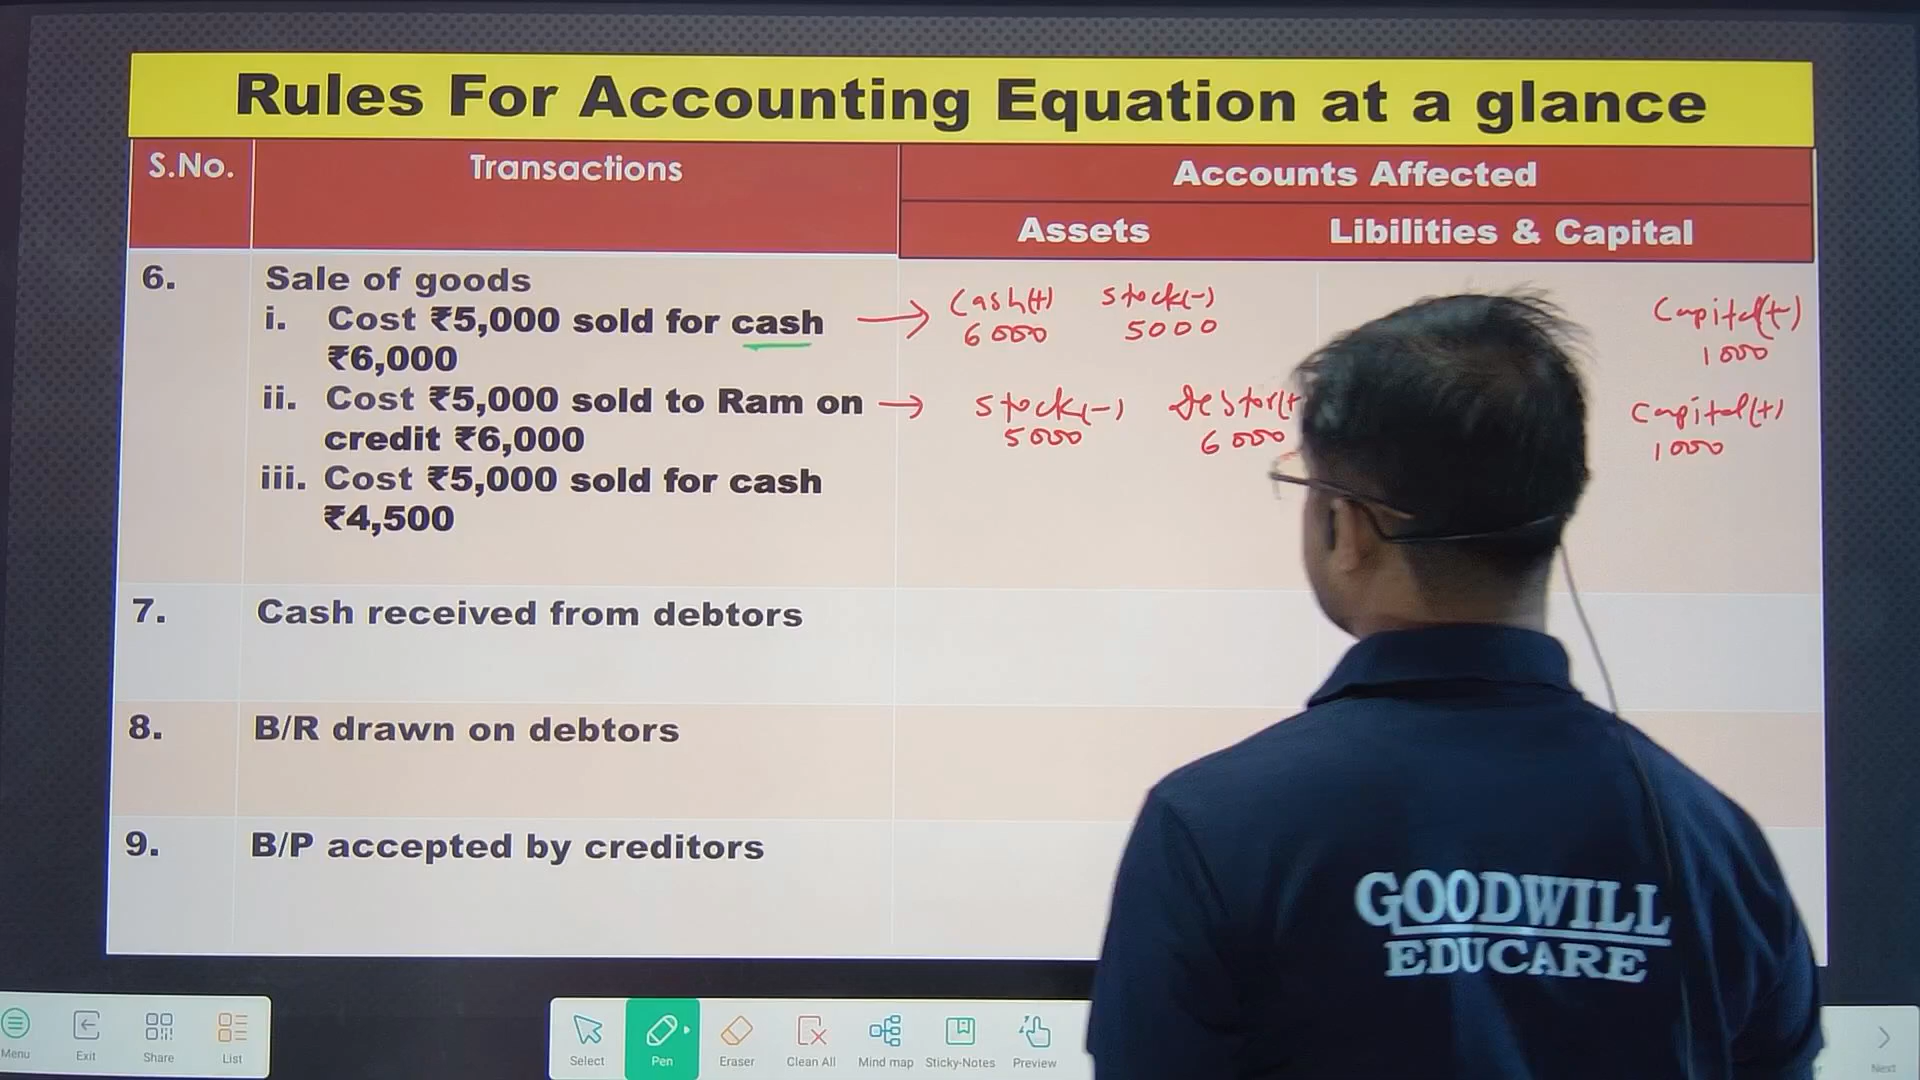 Rules For Accounting Equation at a glance
S.No. Transactions Accounts Affected
Assets Libilities & Capital
6. Sale of goods
i. Cost ₹5,000 sold for cash
₹6,000
Cash(+) Stock(-) Capital(+)
6000 5000 1000
ii. Cost ₹5,000 sold to Ram on
credit ₹6,000
Stock(-) Debtor(+ Capital(+)
5000 6000 1000
iii. Cost ₹5,000 sold for cash
₹4,500
7. Cash received from debtors
8. B/R drawn on debtors
9. B/P accepted by creditors
GOODWILL
EDUCARE
Menu Exit Share List Select Pen Eraser Clean All Mind map Sticky-Notes Preview Next